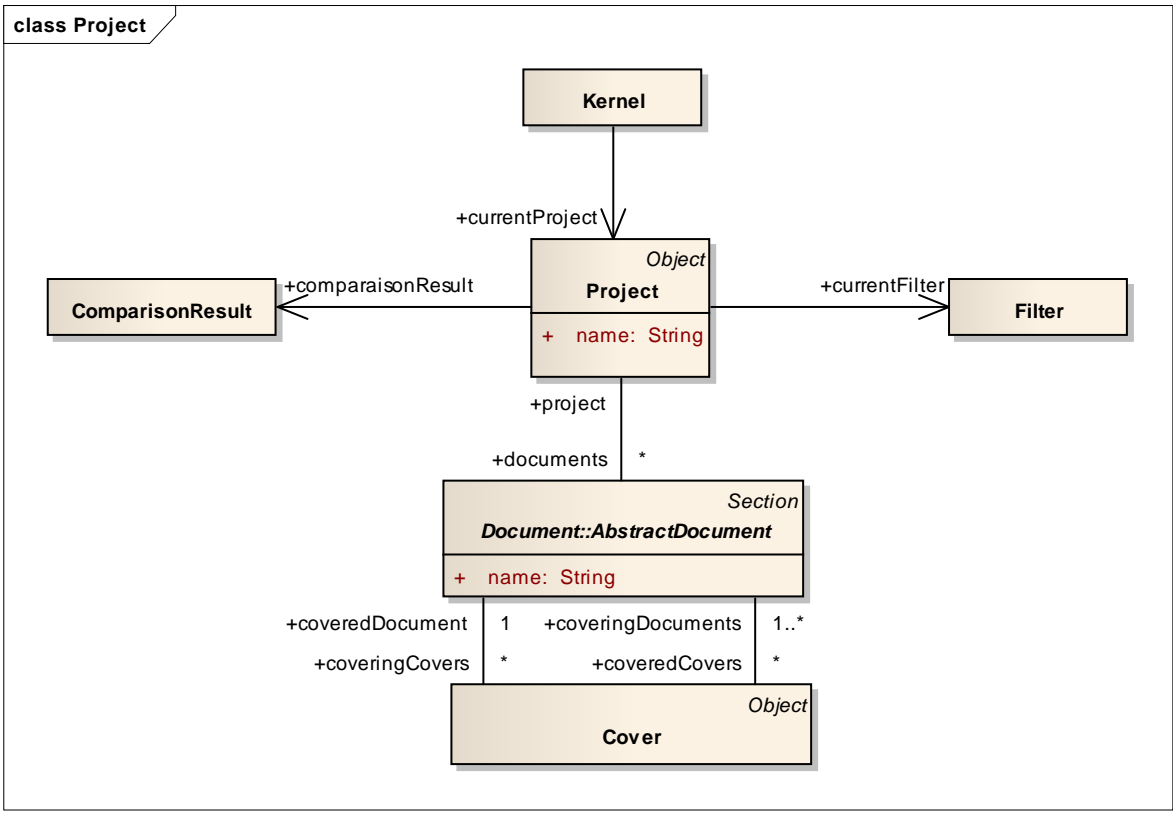 class Project
Kernel
+currentProject
Object
Project
+ name: String
+comparaisonResult
ComparisonResult
+currentFilter
Filter
+project
+documents *
Section
Document::AbstractDocument
+ name: String
+coveredDocument 1 +coveringDocuments 1..*
+coveringCovers * +coveredCovers *
Object
Cover